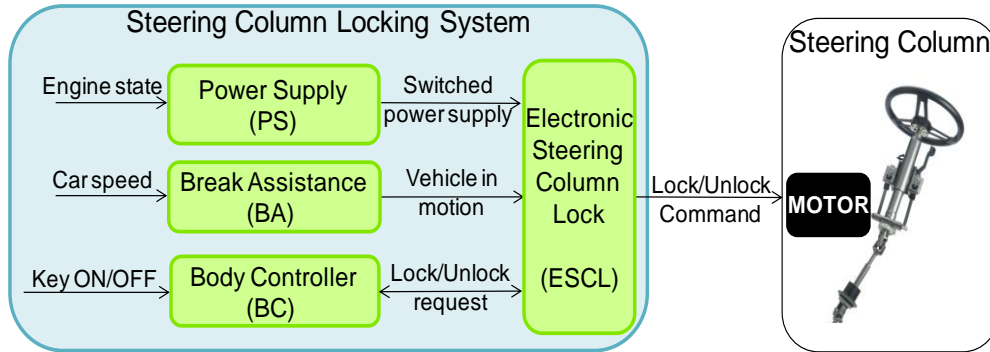 Steering Column Locking System
Steering Column
Engine state
Power Supply
(PS)
Switched
power supply
Car speed
Break Assistance
(BA)
Vehicle in
motion
Key ON/OFF
Body Controller
(BC)
Lock/Unlock
request
Electronic
Steering
Column
Lock
(ESCL)
Lock/Unlock
Command
MOTOR